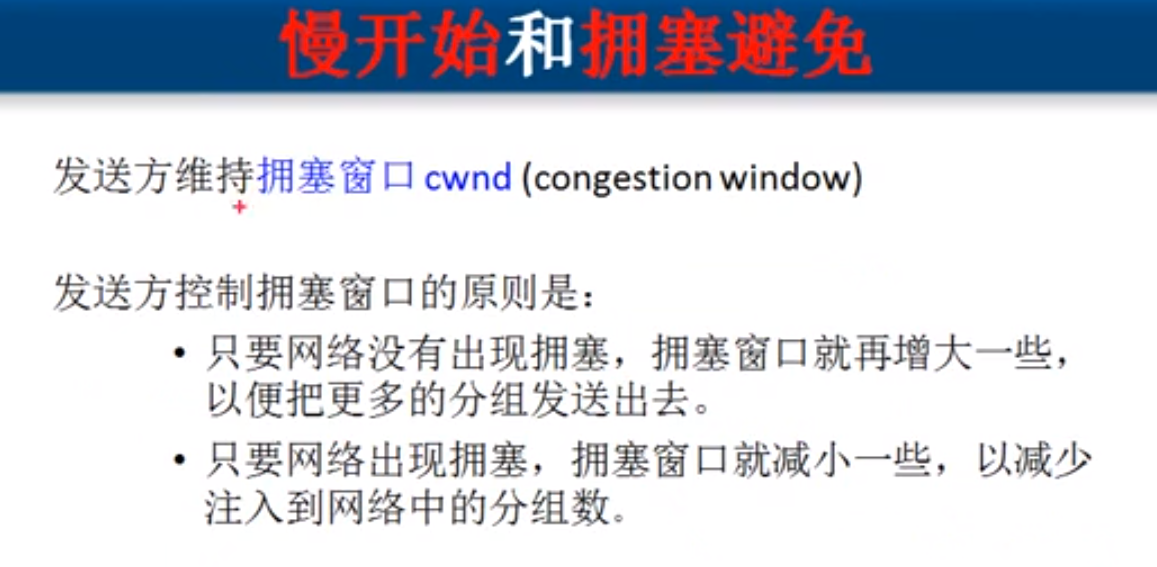 慢开始和拥塞避免
发送方维持拥塞窗口 cwnd (congestion window)
发送方控制拥塞窗口的原则是：
• 只要网络没有出现拥塞，拥塞窗口就再增大一些，
以便把更多的分组发送出去。
• 只要网络出现拥塞，拥塞窗口就减小一些，以减少
注入到网络中的分组数。